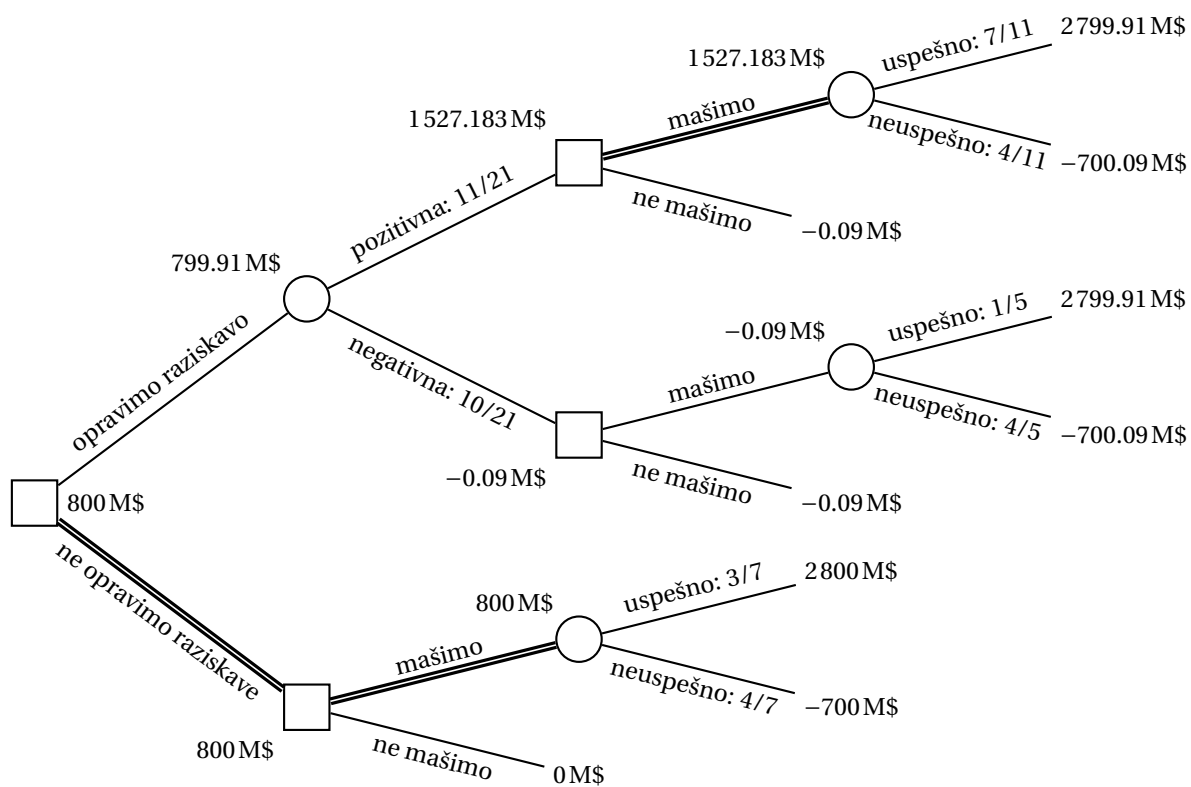 2799.91 M$
uspešno: 7/11
1527.183 M$
mašimo
neuspešno: 4/11
−700.09 M$
1527.183 M$
pozitivna: 11/21
ne mašimo
−0.09 M$
799.91 M$
opravimo raziskavo
negativna: 10/21
2799.91 M$
uspešno: 1/5
−0.09 M$
mašimo
neuspešno: 4/5
−700.09 M$
−0.09 M$
ne mašimo
−0.09 M$
800 M$
ne opravimo raziskave
2800 M$
uspešno: 3/7
800 M$
mašimo
neuspešno: 4/7
−700 M$
800 M$
ne mašimo
0 M$